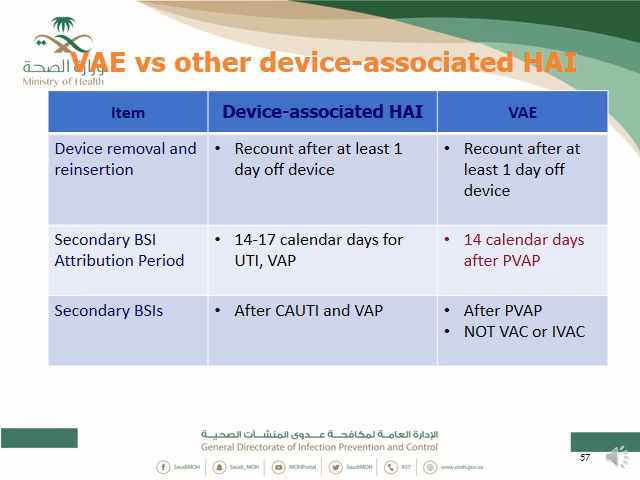 وزارة الصحة
Ministry of Health
VAE vs other device-associated HAI
Item
Device-associated HAI
VAE
Device removal and
reinsertion
• Recount after at least 1
day off device
• Recount after at
least 1 day off
device
Secondary BSI
Attribution Period
• 14-17 calendar days for
UTI, VAP
• 14 calendar days
after PVAP
Secondary BSIs
• After CAUTI and VAP
• After PVAP
• NOT VAC or IVAC
الإدارة العامة لمكافحة عدوى المنشآت الصحية
General Directorate of Infection Prevention and Control
SaudiMOH
Saudi_MOH
MOHPortal
SaudiMOH
937
www.moh.gov.sa
57